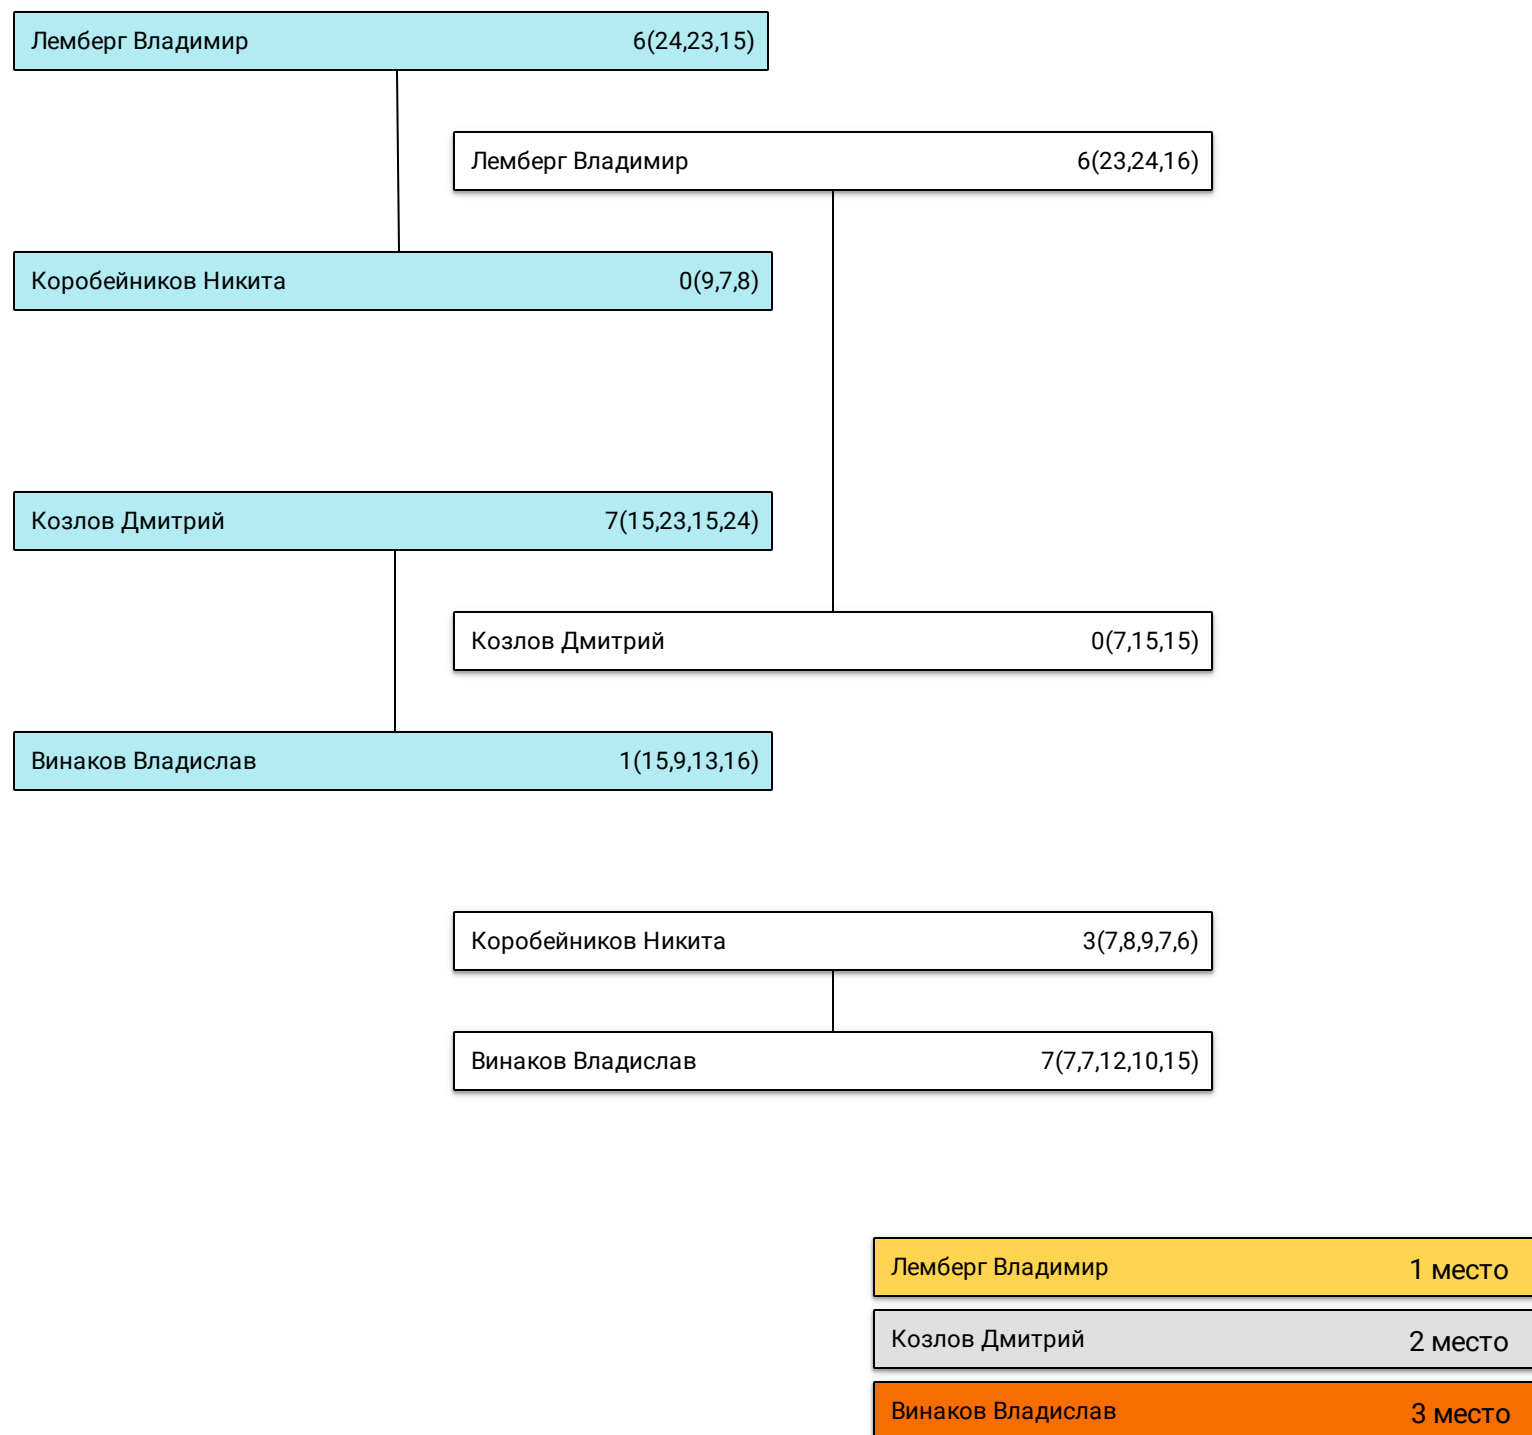 Лемберг Владимир 6(24,23,15)
Лемберг Владимир 6(23,24,16)
Коробейников Никита 0(9,7,8)
Козлов Дмитрий 7(15,23,15,24)
Козлов Дмитрий 0(7,15,15)
Винаков Владислав 1(15,9,13,16)
Коробейников Никита 3(7,8,9,7,6)
Винаков Владислав 7(7,7,12,10,15)
Лемберг Владимир 1 место
Козлов Дмитрий 2 место
Винаков Владислав 3 место